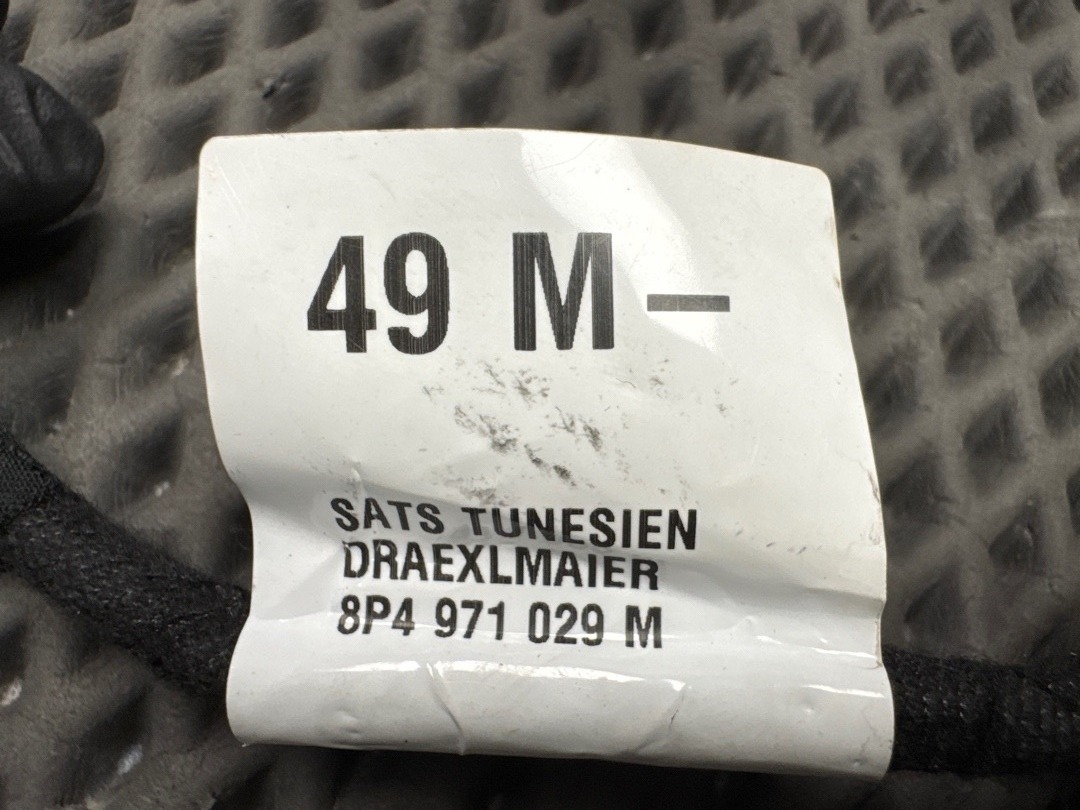 49 M –
SATS TUNESIEN
DRAEXLMAIER
8P4 971 029 M